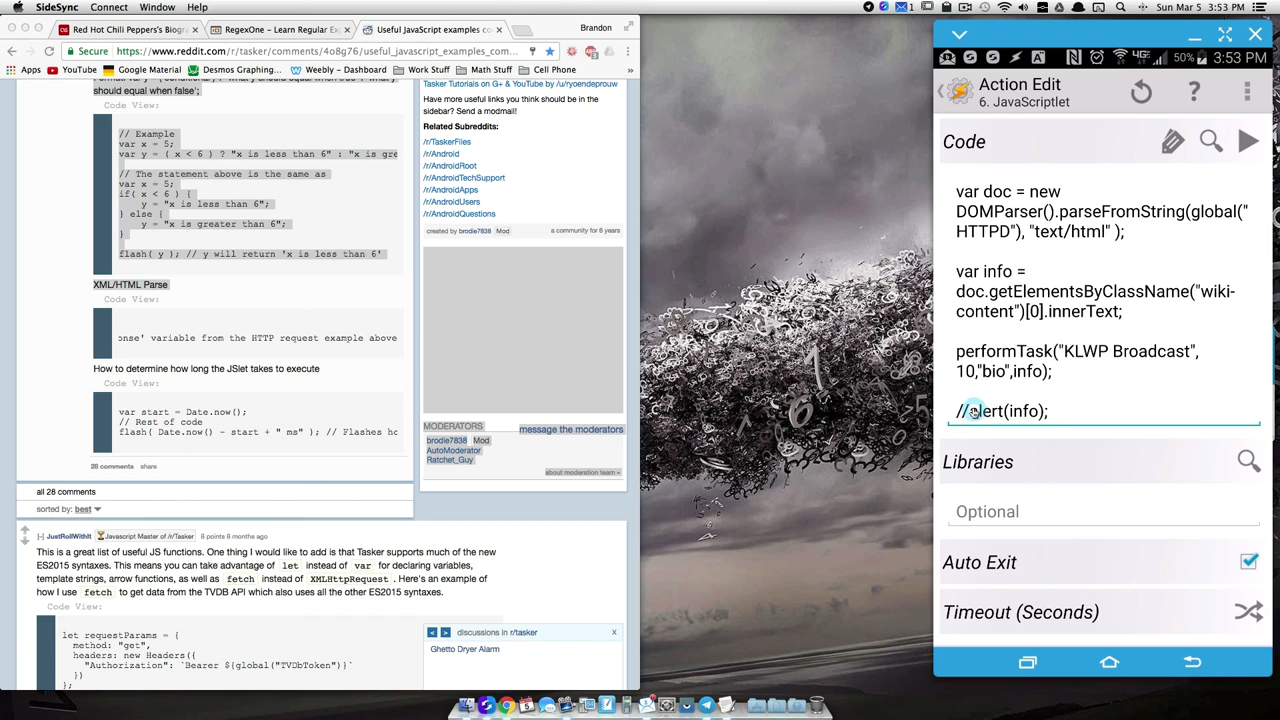 SideSync Window Help
1
Sun Mar 5 3:53 PM
Red Hot Chili Peppers's Biogra
RegexOne - Learn Regular Exp
Useful JavaScript examples co
Brandon
Secure https://www.reddit.com/r/tasker/comments/4o8g76/useful_javascript_examples_com
Apps YouTube Google Material Desmos Graphing Weebly - Dashboard Work Stuff Math Stuff Cell Phone
should equal when false';
Code View:
// Example
var x = 5;
var y = ( x < 6 ) ? "x is less than 6" : "x is gre
// The statement above is the same as
var x = 5;
if( x < 6 ) {
y = "x is less than 6";
} else {
y = "x is greater than 6";
}
flash( y ); // y will return 'x is less than 6'
XML/HTML Parse
Code View:
onse' variable from the HTTP request example above
How to determine how long the JSlet takes to execute
Code View:
var start = Date.now();
// Rest of code
flash( Date.now() - start + " ms" ); // Flashes ho
28 comments share
all 28 comments
sorted by: best
[-] JustRollWithIt Javascript Master of /r/Tasker 8 points 8 months ago
This is a great list of useful JS functions. One thing I would like to add is that Tasker supports much of the new
ES2015 syntaxes. This means you can take advantage of let instead of var for declaring variables,
template strings, arrow functions, as well as fetch instead of XMLHttpRequest . Here's an example of
how I use fetch to get data from the TVDB API which also uses all the other ES2015 syntaxes.
Code View:
let requestParams = {
method: "get",
headers: new Headers({
"Authorization": `Bearer ${global("TVDbToken")}`
})
};
Tasker Tutorials on G+ & YouTube by /u/ryoendeprouw
Have more useful links you think should be in the
sidebar? Send a modmail!
Related Subreddits:
/r/TaskerFiles
/r/Android
/r/AndroidRoot
/r/AndroidTechSupport
/r/AndroidApps
/r/AndroidUsers
/r/AndroidQuestions
created by brodie7838 Mod a community for 6 years
MODERATORS message the moderators
brodie7838 Mod
AutoModerator
Ratchet_Guy
about moderation team »
< > discussions in r/tasker X
Ghetto Dryer Alarm
4G 50% 3:53 PM
Action Edit
6. JavaScriptlet
Code
var doc = new
DOMParser().parseFromString(global("
HTTPD"), "text/html" );
var info =
doc.getElementsByClassName("wiki-
content")[0].innerText;
performTask("KLWP Broadcast",
10,"bio",info);
//alert(info);
Libraries
Optional
Auto Exit
Timeout (Seconds)